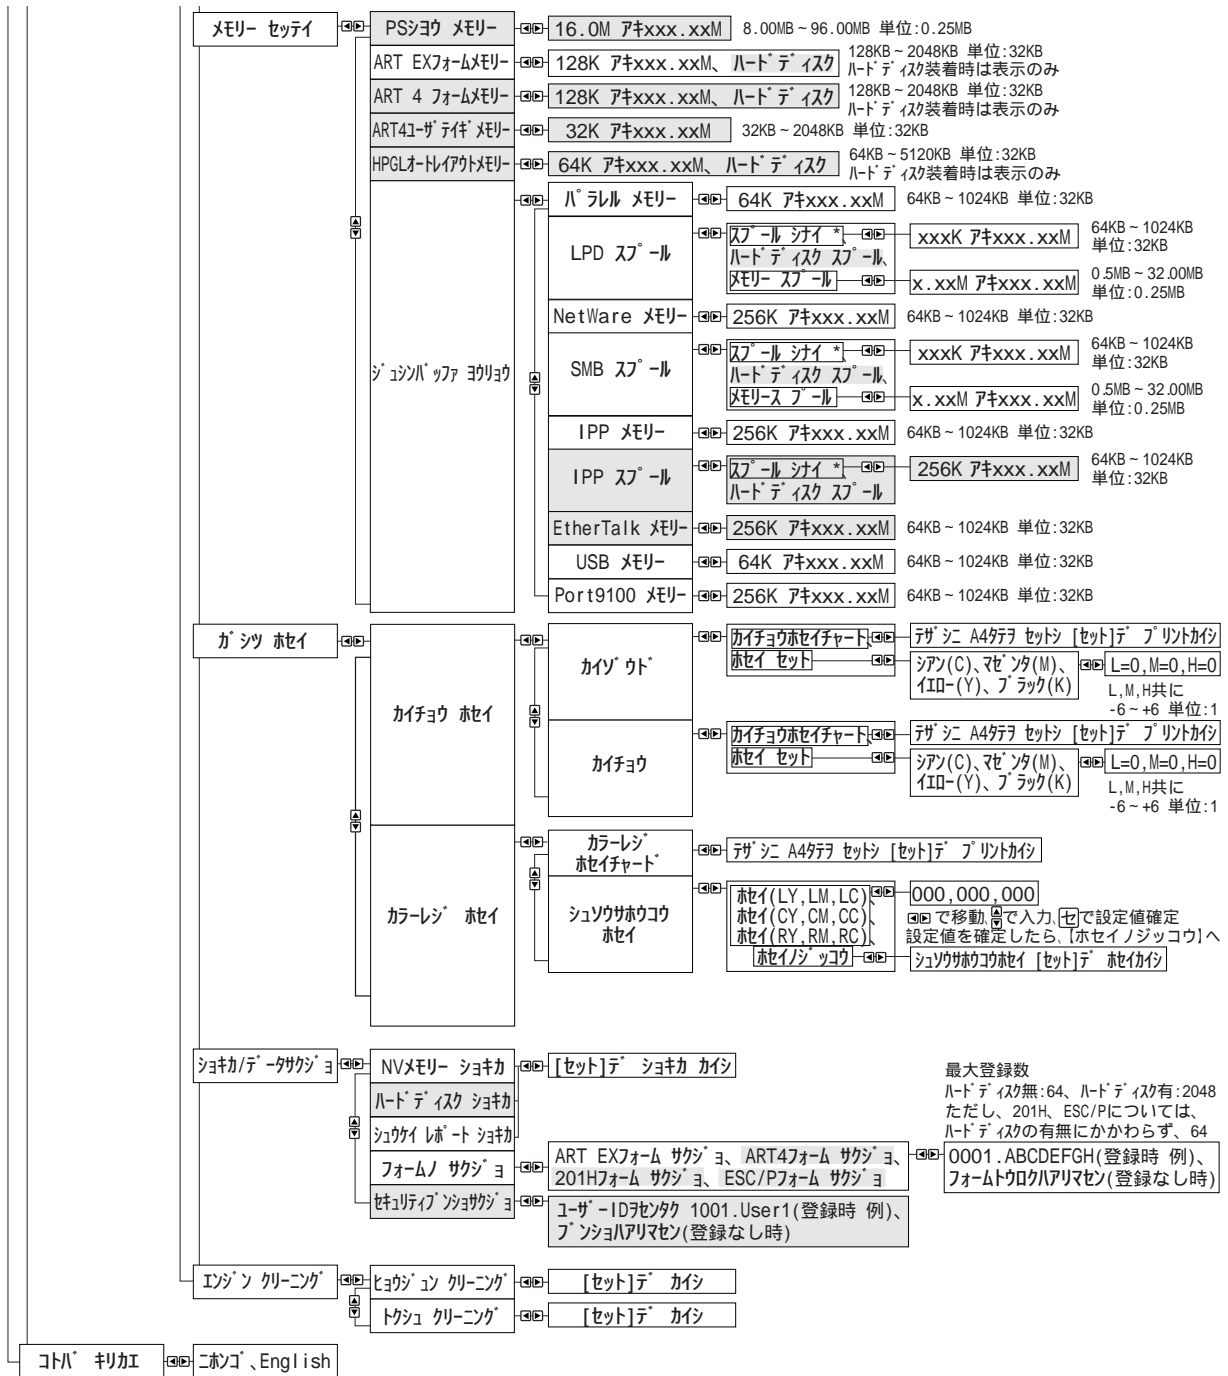 メモリー セッテイ
PSショウ メモリー
16.0M アキxxx.xxM
8.00MB~96.00MB 単位:0.25MB
ART EXフォームメモリー
128K アキxxx.xxM、ハードディスク
128KB~2048KB 単位:32KB
ハードディスク装着時は表示のみ
ART 4 フォームメモリー
128K アキxxx.xxM、ハードディスク
128KB~2048KB 単位:32KB
ハードディスク装着時は表示のみ
ART4ユーザテイギメモリー
32K アキxxx.xxM
32KB~2048KB 単位:32KB
HPGLオートレイアウトメモリー
64K アキxxx.xxM、ハードディスク
64KB~5120KB 単位:32KB
ハードディスク装着時は表示のみ
ジュシンバッファ ヨウリョウ
パラレル メモリー
64K アキxxx.xxM
64KB~1024KB 単位:32KB
LPD スプール
スプール シナイ *、
ハードディスク スプール、
メモリー スプール
xxxK アキxxx.xxM
64KB~1024KB
単位:32KB
x.xxM アキxxx.xxM
0.5MB~32.00MB
単位:0.25MB
NetWare メモリー
256K アキxxx.xxM
64KB~1024KB 単位:32KB
SMB スプール
スプール シナイ *、
ハードディスク スプール、
メモリース プール
xxxK アキxxx.xxM
64KB~1024KB
単位:32KB
x.xxM アキxxx.xxM
0.5MB~32.00MB
単位:0.25MB
IPP メモリー
256K アキxxx.xxM
64KB~1024KB 単位:32KB
IPP スプール
スプール シナイ *、
ハードディスク スプール
256K アキxxx.xxM
64KB~1024KB
単位:32KB
EtherTalk メモリー
256K アキxxx.xxM
64KB~1024KB 単位:32KB
USB メモリー
64K アキxxx.xxM
64KB~1024KB 単位:32KB
Port9100 メモリー
256K アキxxx.xxM
64KB~1024KB 単位:32KB
ガシツ ホセイ
カイチョウ ホセイ
カイゾウド
カイチョウホセイチャート、
ホセイ セット
テザシニ A4タテヲ セットシ [セット]デ プリントカイシ
シアン(C)、マゼンタ(M)、
イエロー(Y)、ブラック(K)
L=0,M=0,H=0
L,M,H共に
-6~+6 単位:1
カイチョウ
カイチョウホセイチャート、
ホセイ セット
テザシニ A4タテヲ セットシ [セット]デ プリントカイシ
シアン(C)、マゼンタ(M)、
イエロー(Y)、ブラック(K)
L=0,M=0,H=0
L,M,H共に
-6~+6 単位:1
カラーレジ ホセイ
カラーレジ
ホセイチャード
テザシニ A4タテヲ セットシ [セット]デ プリントカイシ
シュソウサホウコウ
ホセイ
ホセイ(LY,LM,LC)、
ホセイ(CY,CM,CC)、
ホセイ(RY,RM,RC)、
ホセイノジッコウ
000,000,000
で移動、で入力、セで設定値確定
設定値を確定したら、[ホセイノジッコウ]へ
シュソウサホウコウホセイ [セット]デ ホセイカイシ
ショキカ/データサクジョ
NVメモリー ショキカ
[セット]デ ショキカ カイシ
ハードディスク ショキカ
シュウケイ レポート ショキカ
フォームノ サクジョ
ART EXフォーム サクジョ、ART4フォーム サクジョ、
201Hフォーム サクジョ、ESC/Pフォーム サクジョ
最大登録数
ハードディスク無:64、ハードディスク有:2048
ただし、201H、ESC/Pについては、
ハードディスクの有無にかかわらず、64
0001.ABCDEFGH(登録時 例)、
フォームトウロクハアリマセン(登録なし時)
セキュリティブンショサクジョ
ユーザーIDヲセンタク 1001.User1(登録時 例)、
ブンショハアリマセン(登録なし時)
エンジン クリーニング
ヒョウジュン クリーニング
[セット]デ カイシ
トクシュ クリーニング
[セット]デ カイシ
コトバ キリカエ
ニホンゴ、English